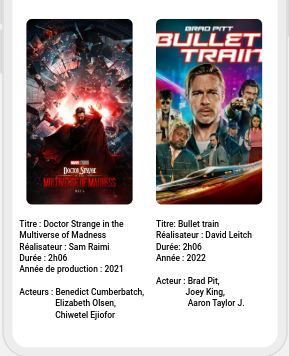 MARVEL STUDIOS
DOCTOR STRANGE
MULTIVERSE OF MADNESS
Titre : Doctor Strange in the
Multiverse of Madness
Réalisateur : Sam Raimi
Durée : 2h06
Année de production : 2021
Acteurs : Benedict Cumberbatch,
Elizabeth Olsen,
Chiwetel Ejiofor
BRAD PITT
BULLET
TRAIN
Titre: Bullet train
Réalisateur : David Leitch
Durée: 2h06
Année : 2022
Acteur : Brad Pit,
Joey King,
Aaron Taylor J.